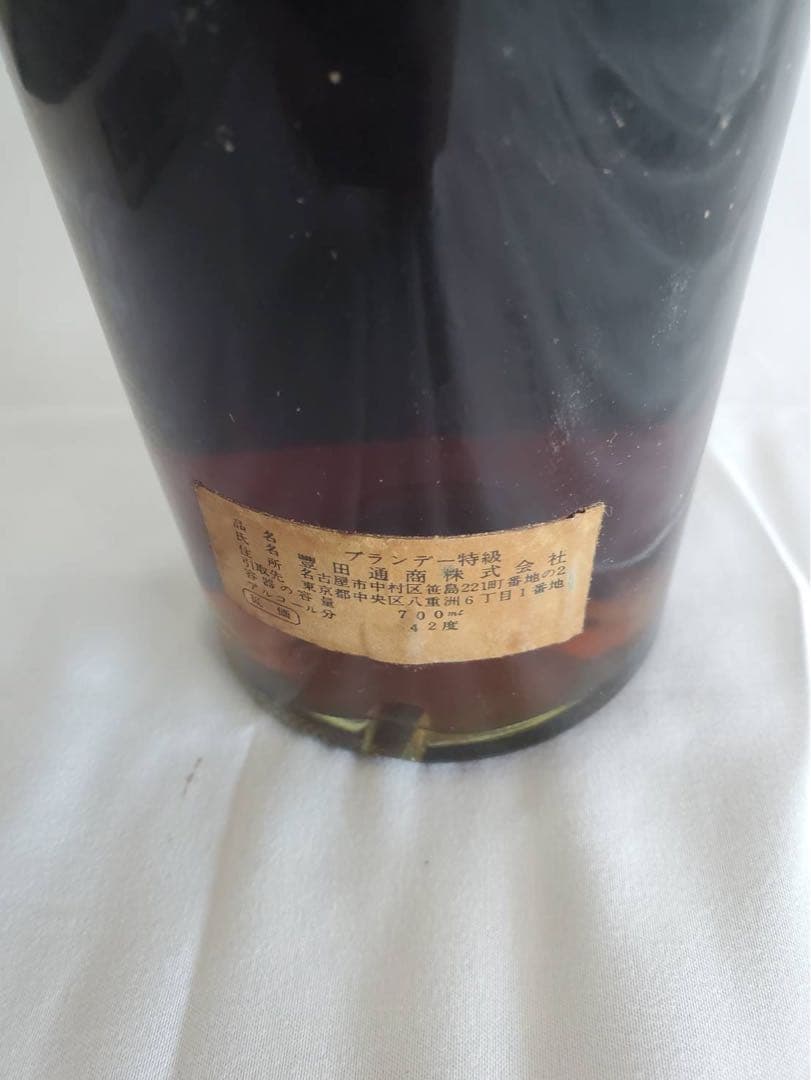 品名 ブランデー特級
氏名 豐田通商株式会社
住所 名古屋市中村区笹島221町番地の2
引取先 東京都中央区八重洲6丁目1番地
容器の容量 700㎖
アルコール分 42度
従価